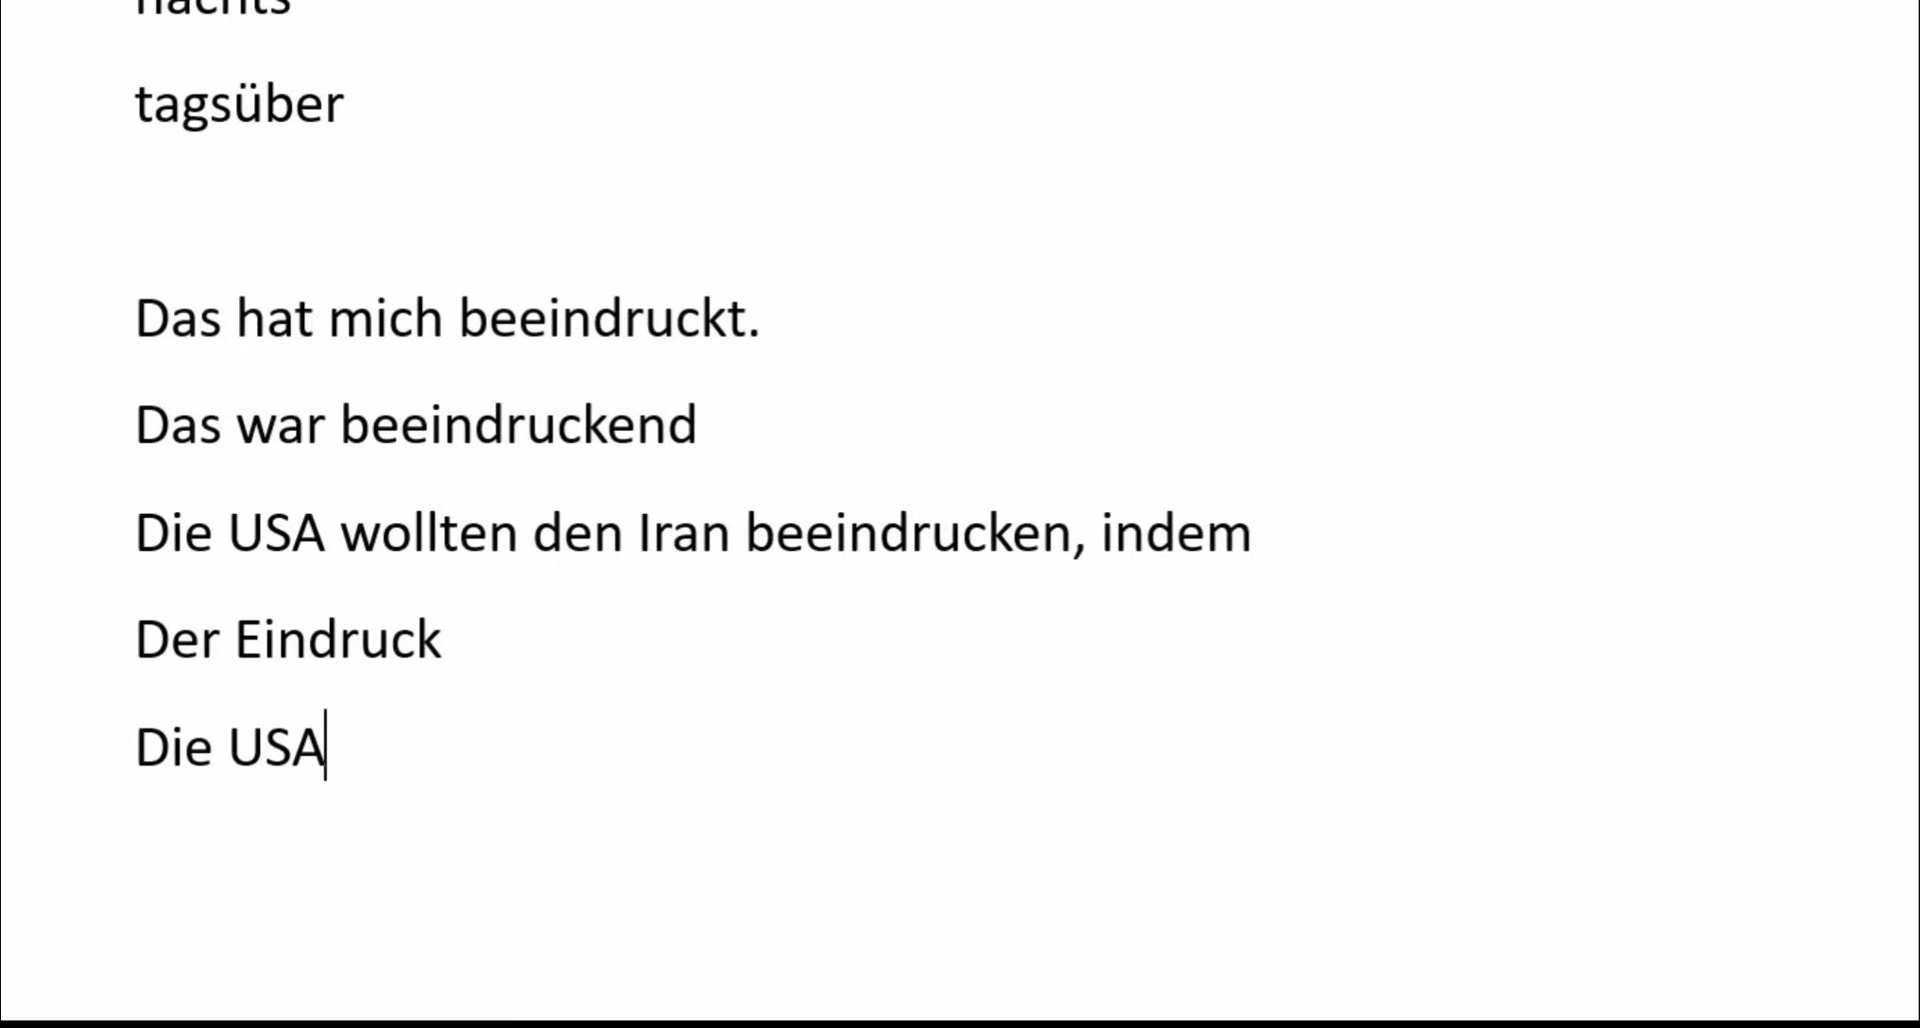 nachts
tagsüber
Das hat mich beeindruckt.
Das war beeindruckend
Die USA wollten den Iran beeindrucken, indem
Der Eindruck
Die USA